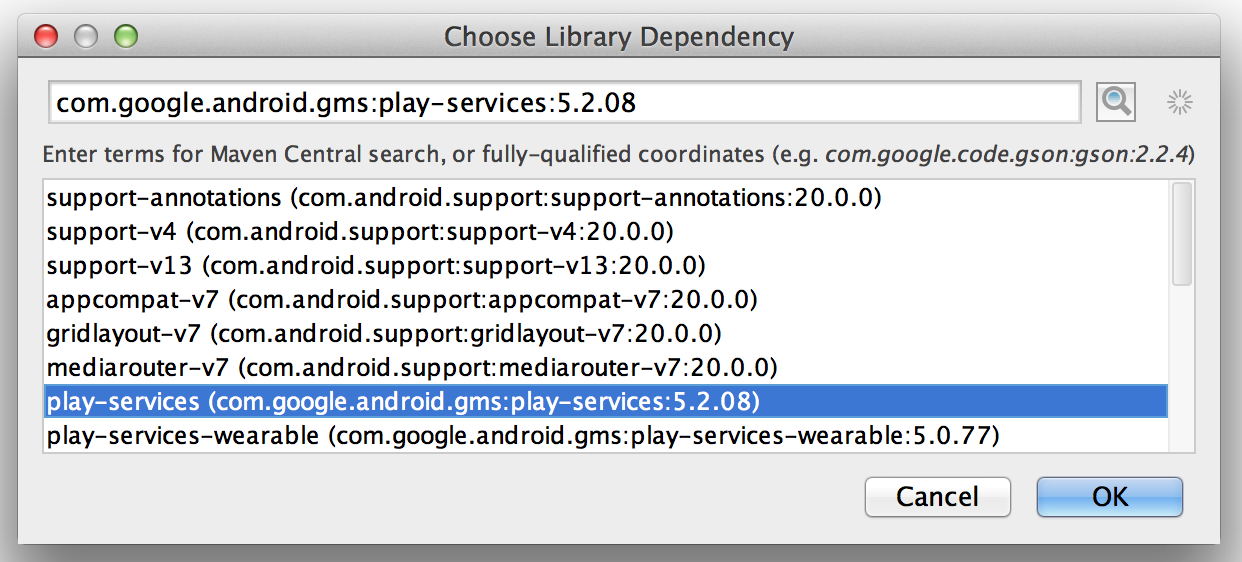 Choose Library Dependency
com.google.android.gms:play-services:5.2.08
Enter terms for Maven Central search, or fully-qualified coordinates (e.g. com.google.code.gson:gson:2.2.4)
support-annotations (com.android.support:support-annotations:20.0.0)
support-v4 (com.android.support:support-v4:20.0.0)
support-v13 (com.android.support:support-v13:20.0.0)
appcompat-v7 (com.android.support:appcompat-v7:20.0.0)
gridlayout-v7 (com.android.support:gridlayout-v7:20.0.0)
mediarouter-v7 (com.android.support:mediarouter-v7:20.0.0)
play-services (com.google.android.gms:play-services:5.2.08)
play-services-wearable (com.google.android.gms:play-services-wearable:5.0.77)
Cancel OK